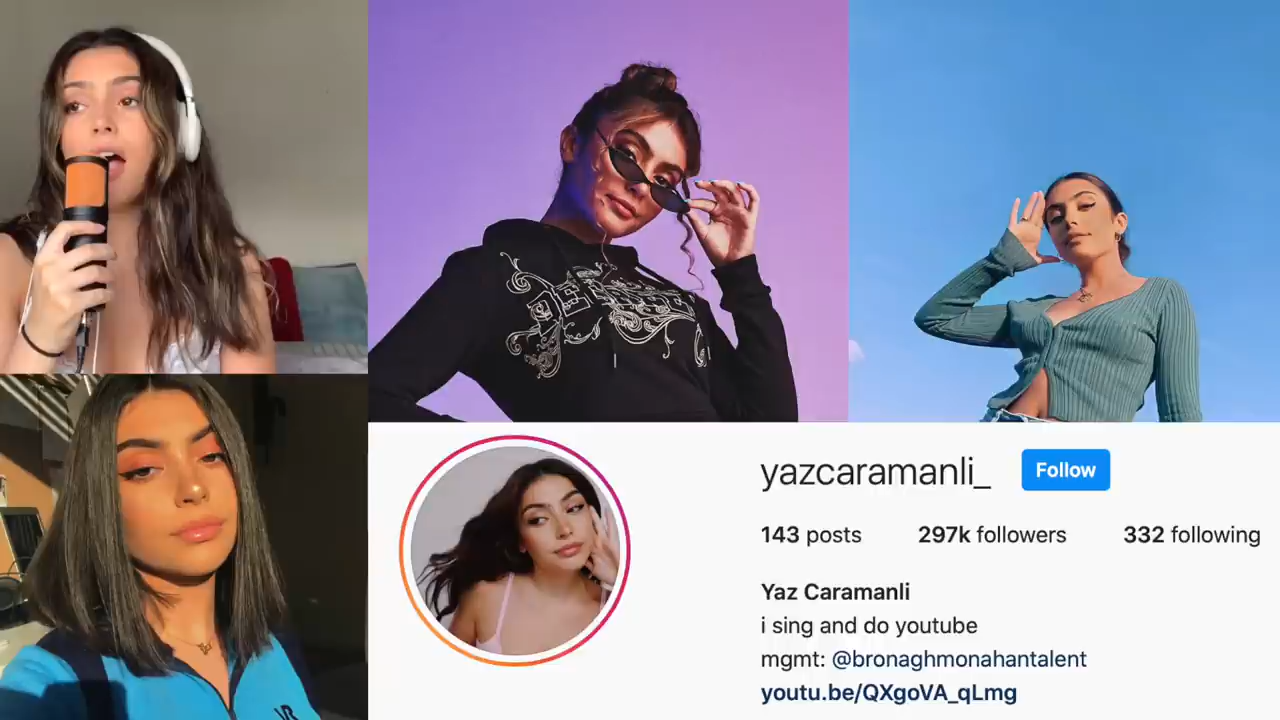 yazcaramanli_ Follow
143 posts 297k followers 332 following
Yaz Caramanli
i sing and do youtube
mgmt: @bronaghmonahantalent
youtu.be/QXgoVA_qLmg